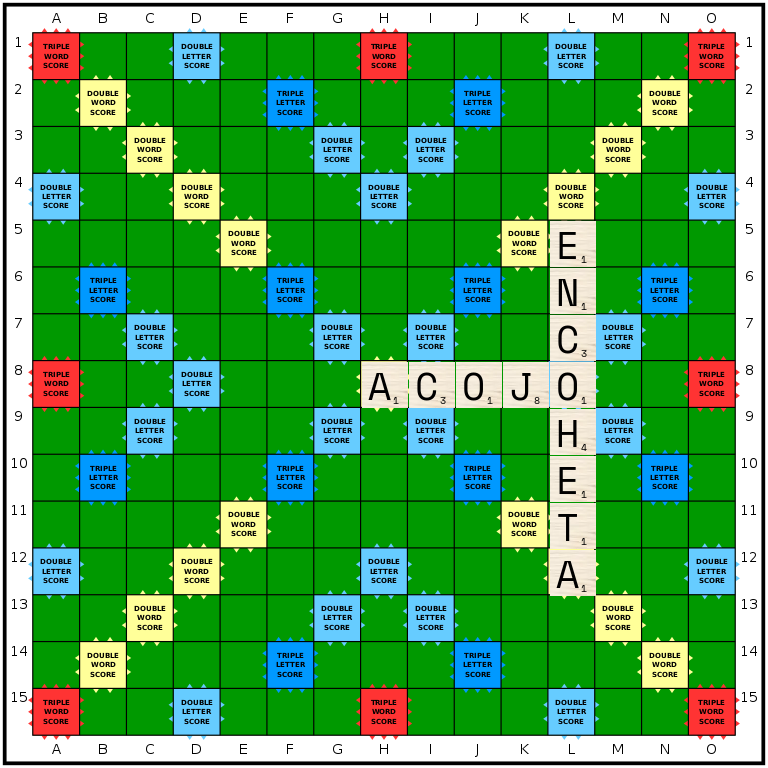 A B C D E F G H I J K L M N O
1 TRIPLE DOUBLE TRIPLE DOUBLE TRIPLE 1
WORD LETTER WORD LETTER WORD
SCORE SCORE SCORE SCORE SCORE
2 DOUBLE TRIPLE TRIPLE DOUBLE 2
WORD LETTER LETTER WORD
SCORE SCORE SCORE SCORE
3 DOUBLE DOUBLE DOUBLE DOUBLE 3
WORD LETTER LETTER WORD
SCORE SCORE SCORE SCORE
4 DOUBLE DOUBLE DOUBLE DOUBLE DOUBLE 4
LETTER WORD LETTER WORD LETTER
SCORE SCORE SCORE SCORE SCORE
5 DOUBLE DOUBLE 5
WORD WORD E1
SCORE SCORE
6 TRIPLE TRIPLE TRIPLE TRIPLE 6
LETTER LETTER LETTER N1 LETTER
SCORE SCORE SCORE SCORE
7 DOUBLE DOUBLE DOUBLE DOUBLE 7
LETTER LETTER LETTER C3 LETTER
SCORE SCORE SCORE SCORE
8 TRIPLE DOUBLE TRIPLE 8
WORD LETTER A1 C3 O1 J8 O1 WORD
SCORE SCORE SCORE
9 DOUBLE DOUBLE DOUBLE DOUBLE 9
LETTER LETTER LETTER H4 LETTER
SCORE SCORE SCORE SCORE
10 TRIPLE TRIPLE TRIPLE TRIPLE 10
LETTER LETTER LETTER E1 LETTER
SCORE SCORE SCORE SCORE
11 DOUBLE DOUBLE 11
WORD WORD T1
SCORE SCORE
12 DOUBLE DOUBLE DOUBLE DOUBLE 12
LETTER WORD LETTER A1 LETTER
SCORE SCORE SCORE SCORE
13 DOUBLE DOUBLE DOUBLE DOUBLE 13
WORD LETTER LETTER WORD
SCORE SCORE SCORE SCORE
14 DOUBLE TRIPLE TRIPLE DOUBLE 14
WORD LETTER LETTER WORD
SCORE SCORE SCORE SCORE
15 TRIPLE DOUBLE TRIPLE DOUBLE TRIPLE 15
WORD LETTER WORD LETTER WORD
SCORE SCORE SCORE SCORE SCORE
A B C D E F G H I J K L M N O